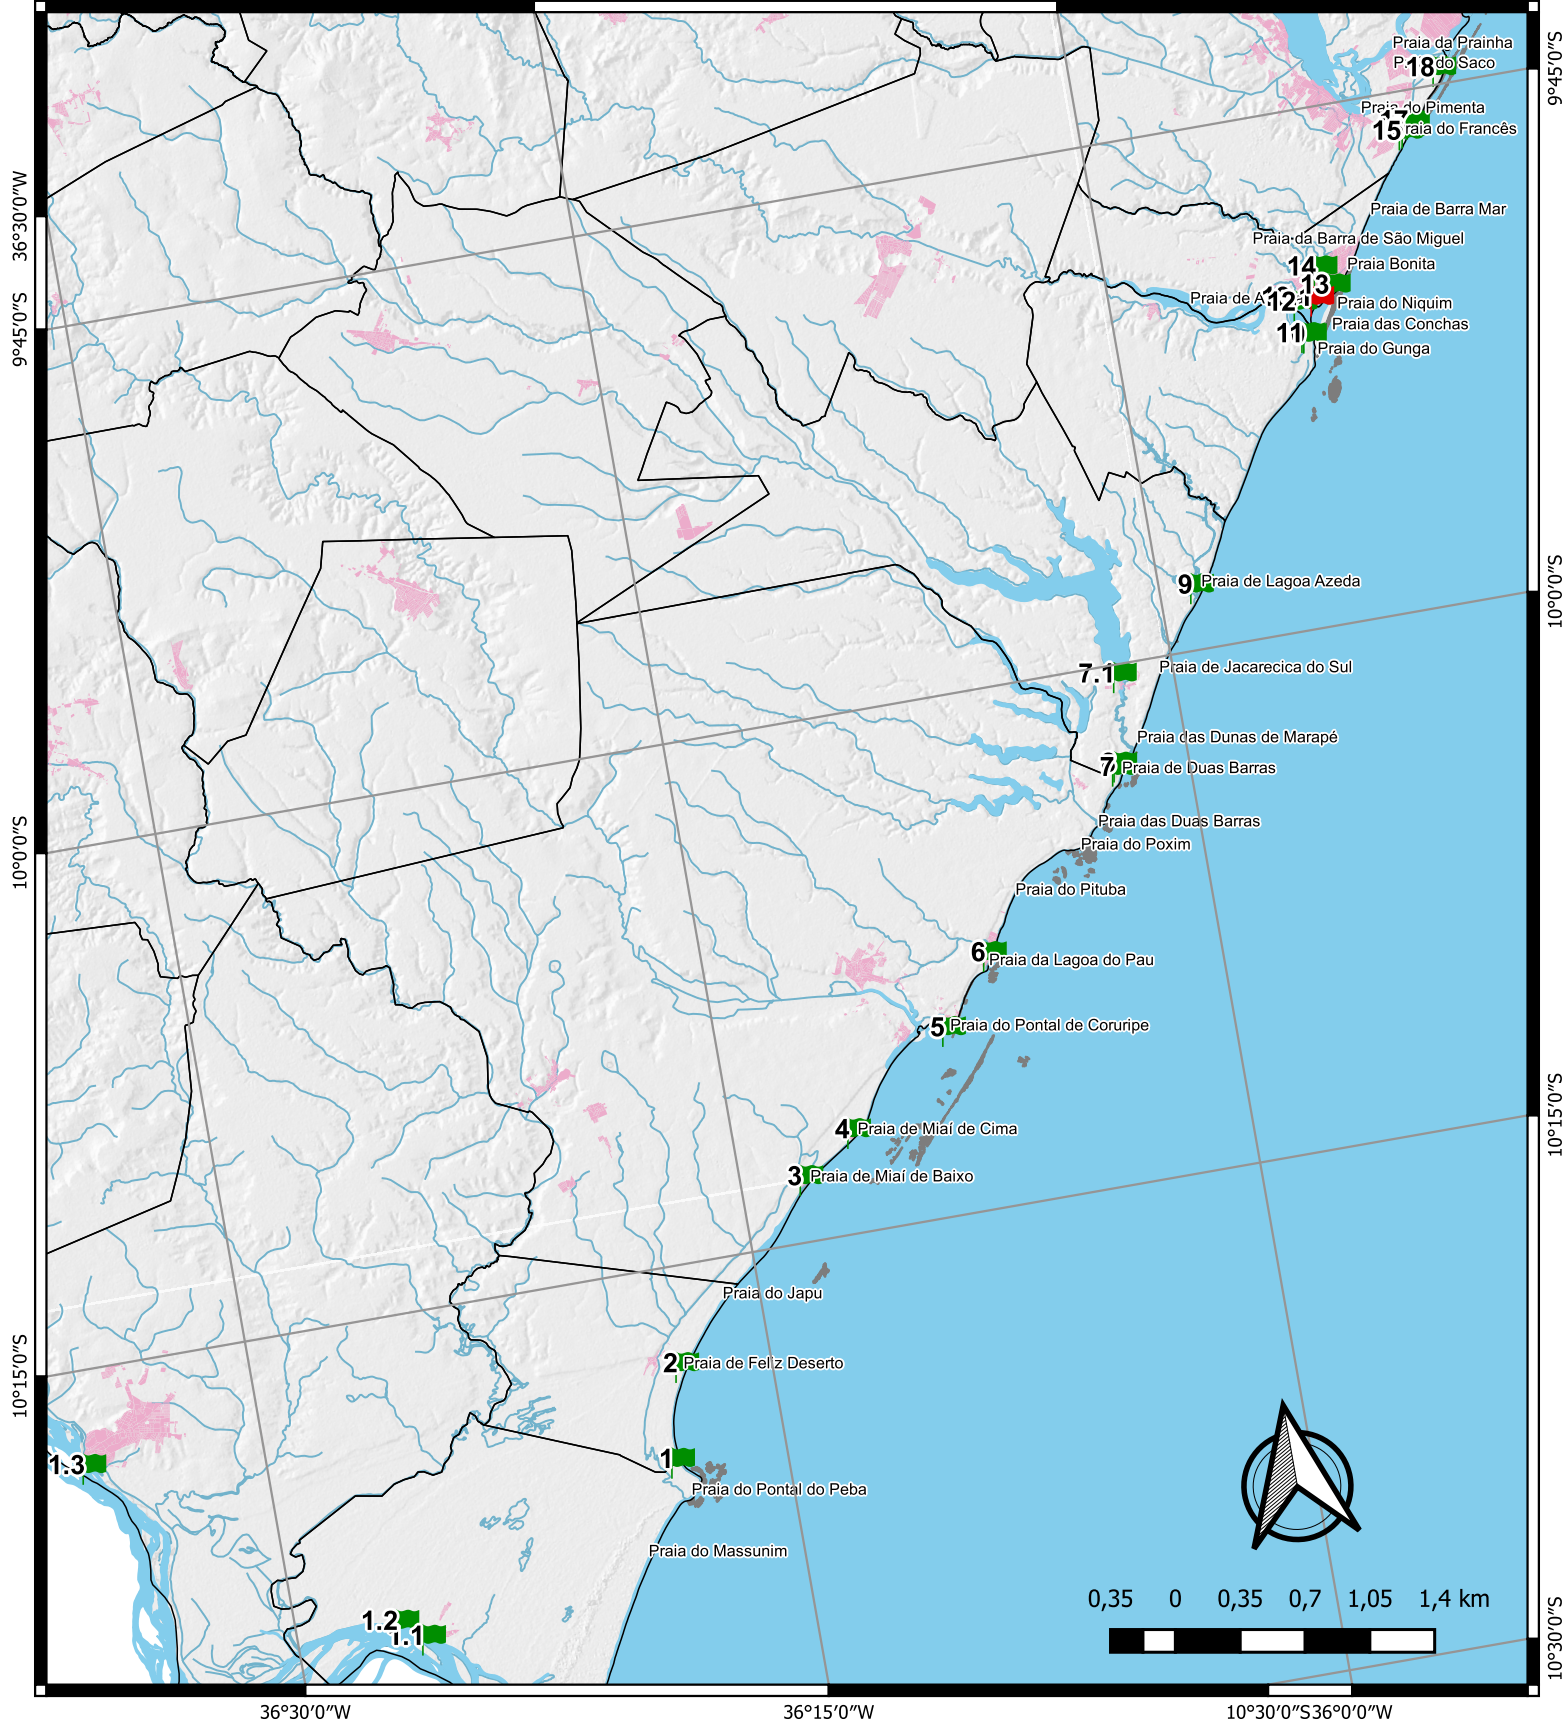 Praia da Prainha
18
do Saco
9°45'0"S
Praia do Pimenta
17
15
raia do Francês
36°30'0"W
Praia de Barra Mar
Praia da Barra de São Miguel
14
Praia Bonita
13
Praia de
12
Praia do Niquim
9°45'0"S
Praia das Conchas
11
Praia do Gunga
9
Praia de Lagoa Azeda
10°0'0"S
7.1
Praia de Jacarecica do Sul
Praia das Dunas de Marapé
7
Praia de Duas Barras
Praia das Duas Barras
10°0'0"S
Praia do Poxim
Praia do Pituba
6
Praia da Lagoa do Pau
5
Praia do Pontal de Coruripe
10°15'0"S
4
Praia de Miaí de Cima
3
Praia de Miaí de Baixo
Praia do Japu
2
Praia de Feliz Deserto
10°15'0"S
1
1.3
Praia do Pontal do Peba
Praia do Massunim
1.2
1.1
0,35 0 0,35 0,7 1,05 1,4 km
10°30'0"S
36°30'0"W
36°15'0"W
10°30'0"S36°0'0"W